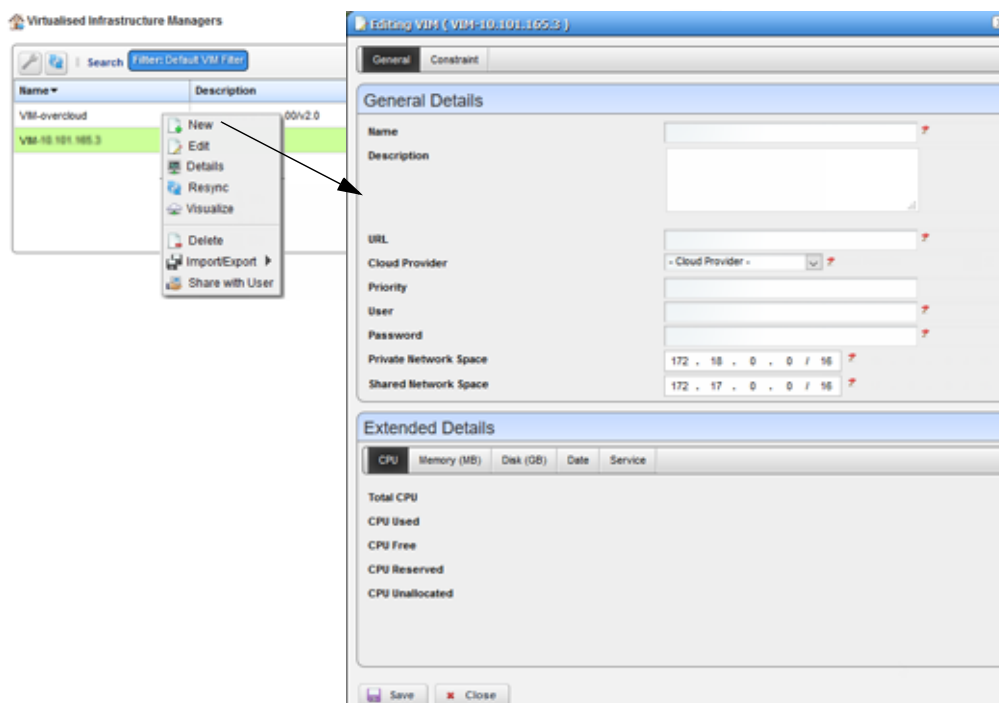 Virtualised Infrastructure Managers
Search Filter: Default VIM Filter
Name Description
VIM-overcloud 00/v2.0
VIM-10.101.165.3
New
Edit
Details
Resync
Visualize
Delete
Import/Export
Share with User
Editing VIM ( VIM-10.101.165.3 )
General Constraint
General Details
Name
Description
URL
Cloud Provider - Cloud Provider -
Priority
User
Password
Private Network Space 172 . 16 . 0 . 0 / 16
Shared Network Space 172 . 17 . 0 . 0 / 16
Extended Details
CPU Memory (MB) Disk (GB) Date Service
Total CPU
CPU Used
CPU Free
CPU Reserved
CPU Unallocated
Save Close